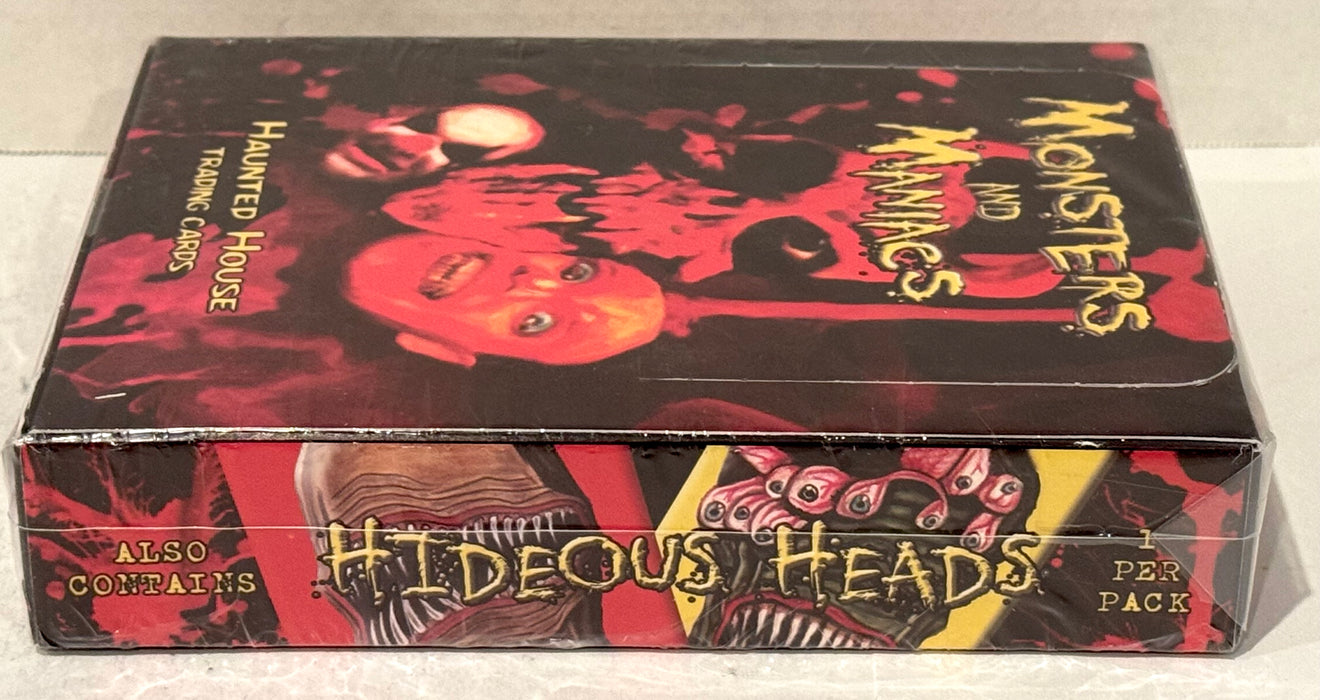 MONSTERS
AND
MANIACS
HAUNTED HOUSE
TRADING CARDS
ALSO
CONTAINS
HIDEOUS HEADS
1
PER
PACK